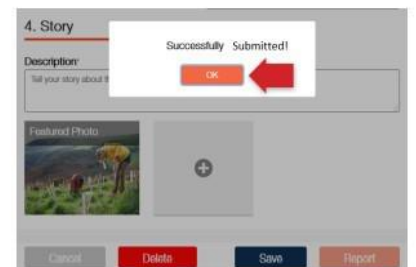 4. Story
Successfully Submitted!
Description*
OK
Tell your story about th
Featured Photo
Cancel Delete Save Report